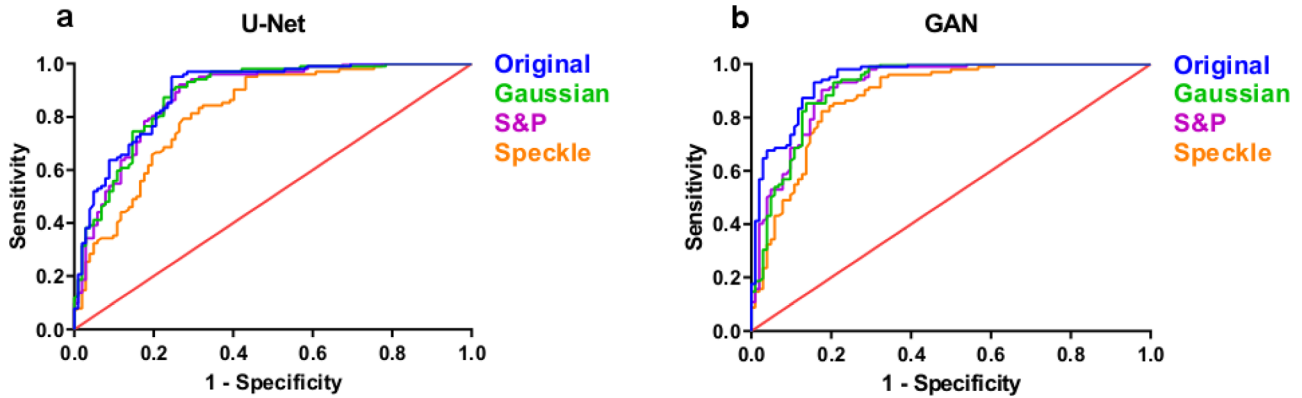 a
U-Net
Original
Gaussian
S&P
Speckle
Sensitivity
1.0
0.8
0.6
0.4
0.2
0.0
0.0 0.2 0.4 0.6 0.8 1.0
1 - Specificity
b
GAN
Original
Gaussian
S&P
Speckle
Sensitivity
1.0
0.8
0.6
0.4
0.2
0.0
0.0 0.2 0.4 0.6 0.8 1.0
1 - Specificity